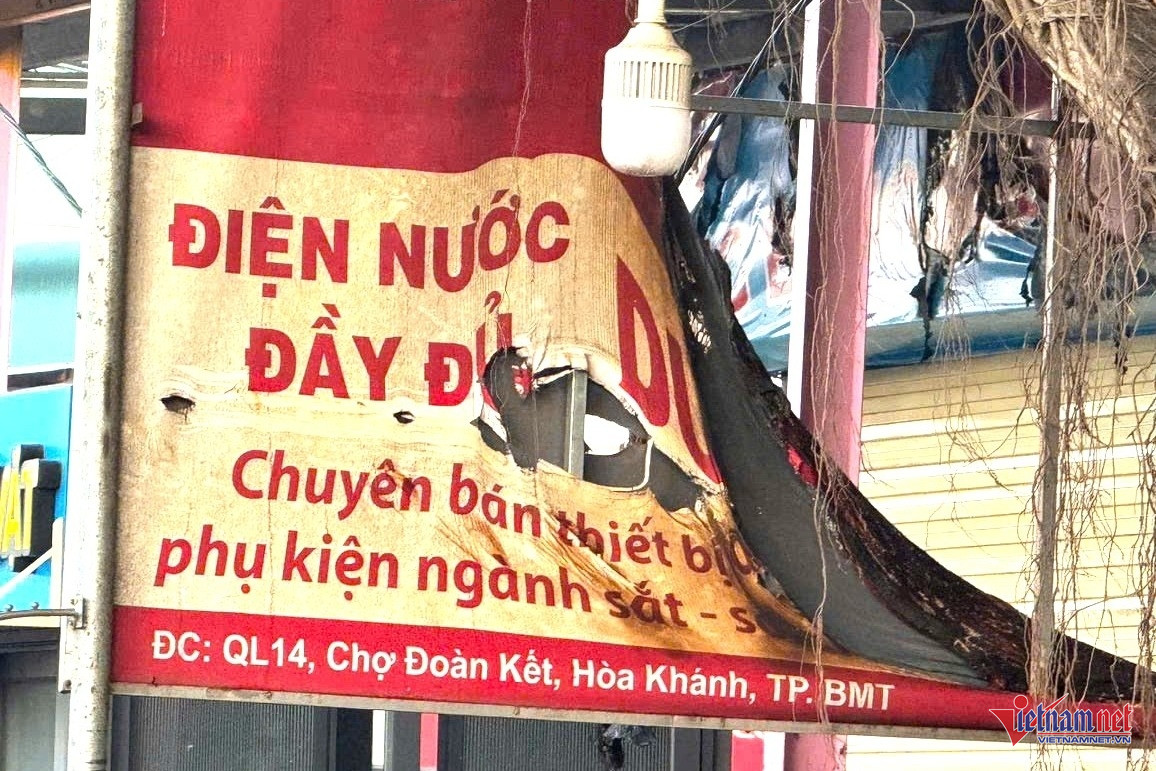 ĐIỆN NƯỚC
ĐẦY ĐỦ
Chuyên bán thiết bị
phụ kiện ngành sắt - s
ĐC: QL14, Chợ Đoàn Kết, Hòa Khánh, TP. BMT
vietnamnet
VIETNAMNET.VN